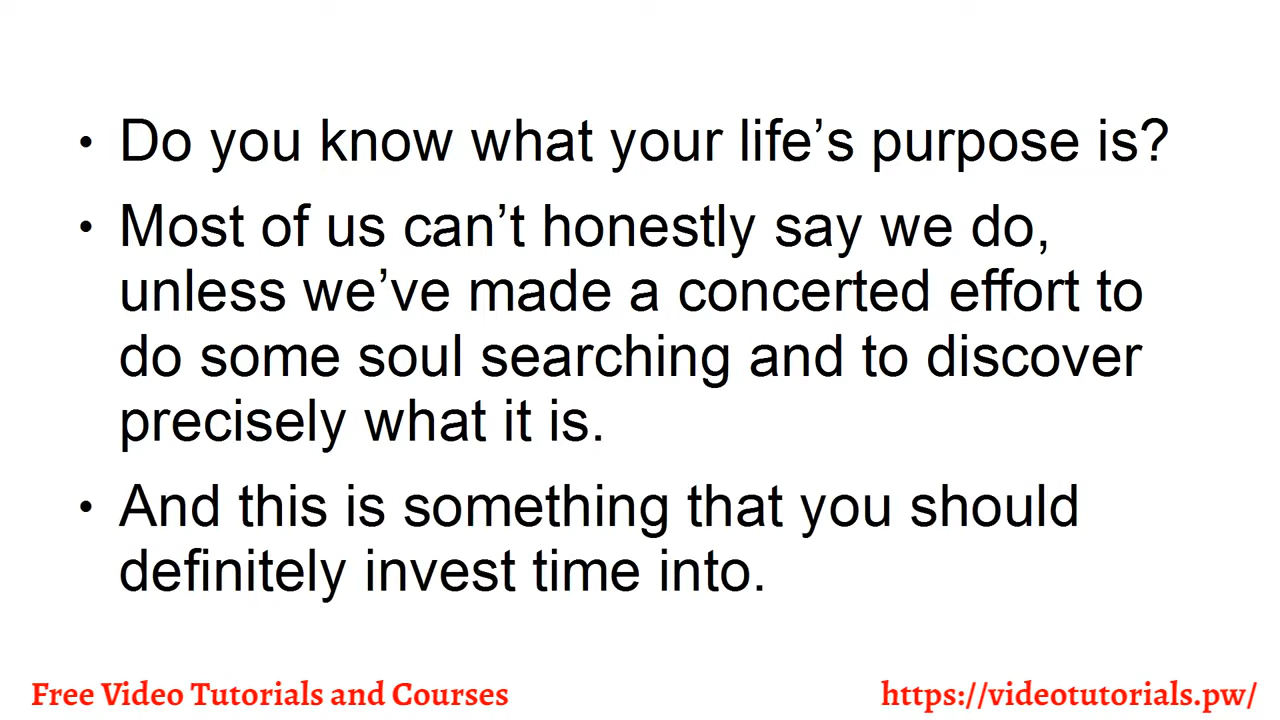 • Do you know what your life’s purpose is?
• Most of us can’t honestly say we do,
unless we’ve made a concerted effort to
do some soul searching and to discover
precisely what it is.
• And this is something that you should
definitely invest time into.
Free Video Tutorials and Courses
https://videotutorials.pw/